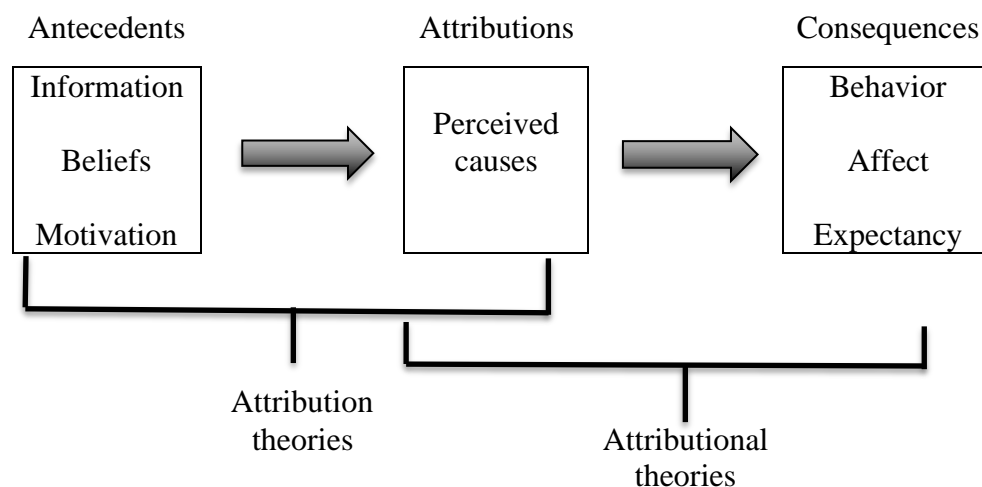 Antecedents
Attributions
Consequences
Information
Beliefs
Motivation
Perceived
causes
Behavior
Affect
Expectancy
Attribution
theories
Attributional
theories